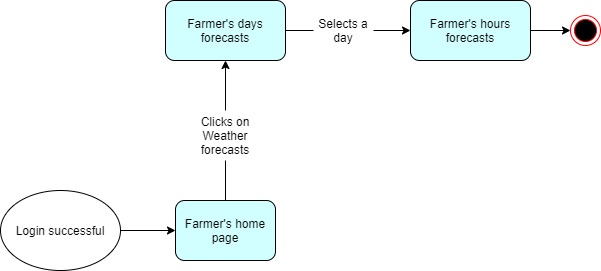 Farmer's days
forecasts
Selects a
day
Farmer's hours
forecasts
Clicks on
Weather
forecasts
Login successful
Farmer's home
page